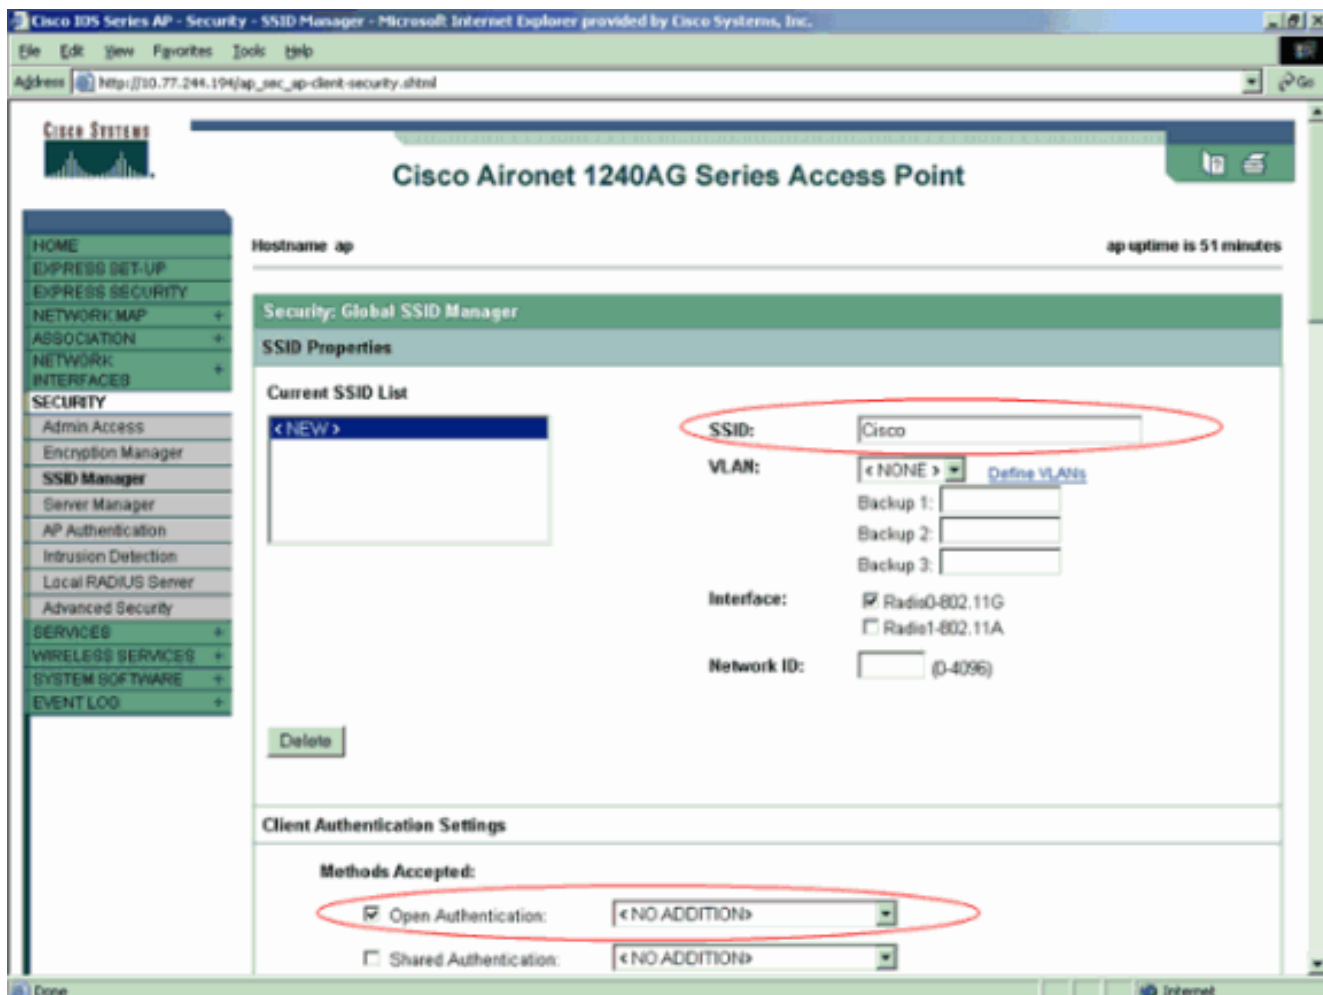 Cisco IOS Series AP - Security - SSID Manager - Microsoft Internet Explorer provided by Cisco Systems, Inc.
File Edit View Favorites Tools Help
Address http://10.77.244.194/ap_sec_ap-client-security.shtml Go
CISCO SYSTEMS
Cisco Aironet 1240AG Series Access Point
HOME
EXPRESS SET-UP
EXPRESS SECURITY
NETWORK MAP +
ASSOCIATION +
NETWORK
INTERFACES +
SECURITY
Admin Access
Encryption Manager
SSID Manager
Server Manager
AP Authentication
Intrusion Detection
Local RADIUS Server
Advanced Security
SERVICES +
WIRELESS SERVICES +
SYSTEM SOFTWARE +
EVENT LOG +
Hostname ap
ap uptime is 51 minutes
Security: Global SSID Manager
SSID Properties
Current SSID List
< NEW >
SSID: Cisco
VLAN: < NONE > Define VLANs
Backup 1:
Backup 2:
Backup 3:
Interface: Radio0-802.11G
Radio1-802.11A
Network ID: (0-4096)
Delete
Client Authentication Settings
Methods Accepted:
Open Authentication: < NO ADDITION>
Shared Authentication: < NO ADDITION>
Done
Internet